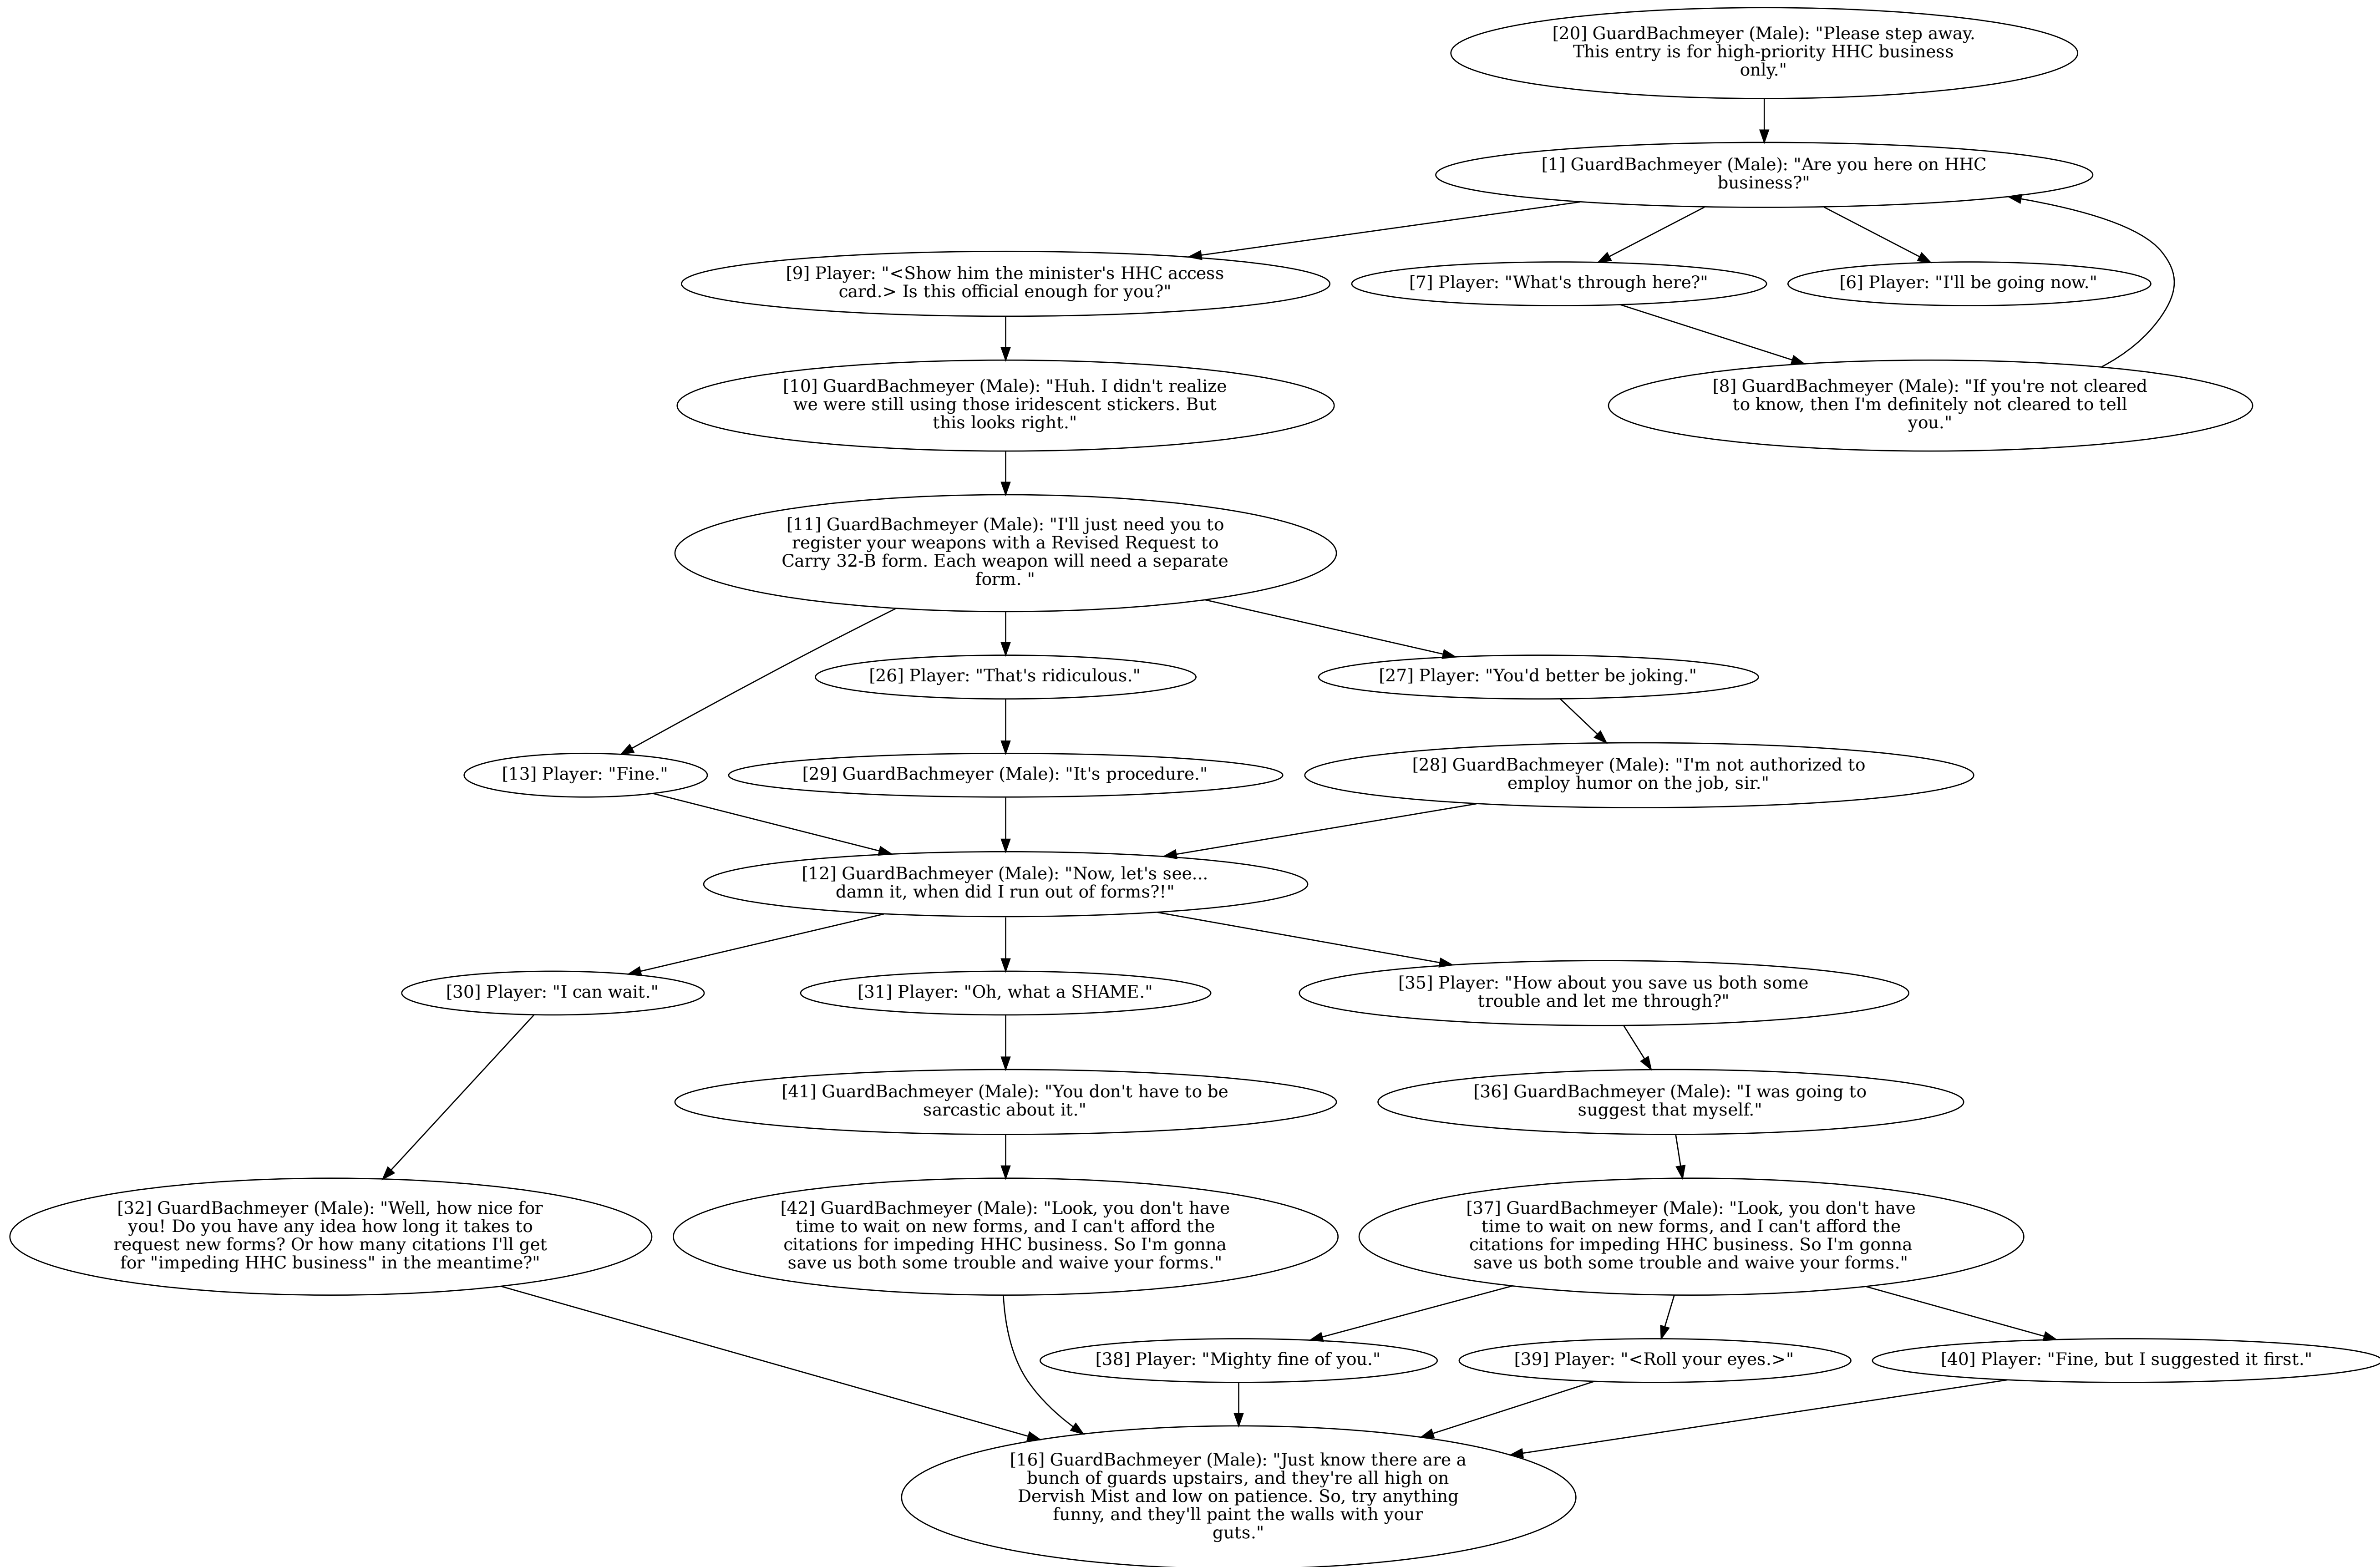 [20] GuardBachmeyer (Male): "Please step away.
This entry is for high-priority HHC business
only."
[1] GuardBachmeyer (Male): "Are you here on HHC
business?"
[9] Player: "<Show him the minister's HHC access
card.> Is this official enough for you?"
[7] Player: "What's through here?"
[6] Player: "I'll be going now."
[10] GuardBachmeyer (Male): "Huh. I didn't realize
we were still using those iridescent stickers. But
this looks right."
[8] GuardBachmeyer (Male): "If you're not cleared
to know, then I'm definitely not cleared to tell
you."
[11] GuardBachmeyer (Male): "I'll just need you to
register your weapons with a Revised Request to
Carry 32-B form. Each weapon will need a separate
form. "
[26] Player: "That's ridiculous."
[27] Player: "You'd better be joking."
[13] Player: "Fine."
[29] GuardBachmeyer (Male): "It's procedure."
[28] GuardBachmeyer (Male): "I'm not authorized to
employ humor on the job, sir."
[12] GuardBachmeyer (Male): "Now, let's see...
damn it, when did I run out of forms?!"
[30] Player: "I can wait."
[31] Player: "Oh, what a SHAME."
[35] Player: "How about you save us both some
trouble and let me through?"
[41] GuardBachmeyer (Male): "You don't have to be
sarcastic about it."
[36] GuardBachmeyer (Male): "I was going to
suggest that myself."
[32] GuardBachmeyer (Male): "Well, how nice for
you! Do you have any idea how long it takes to
request new forms? Or how many citations I'll get
for "impeding HHC business" in the meantime?"
[42] GuardBachmeyer (Male): "Look, you don't have
time to wait on new forms, and I can't afford the
citations for impeding HHC business. So I'm gonna
save us both some trouble and waive your forms."
[37] GuardBachmeyer (Male): "Look, you don't have
time to wait on new forms, and I can't afford the
citations for impeding HHC business. So I'm gonna
save us both some trouble and waive your forms."
[38] Player: "Mighty fine of you."
[39] Player: "<Roll your eyes.>"
[40] Player: "Fine, but I suggested it first."
[16] GuardBachmeyer (Male): "Just know there are a
bunch of guards upstairs, and they're all high on
Dervish Mist and low on patience. So, try anything
funny, and they'll paint the walls with your
guts."